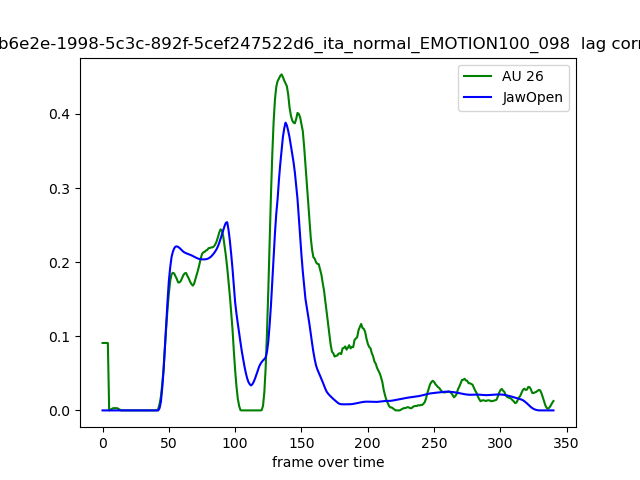 b6e2e-1998-5c3c-892f-5cef247522d6_ita_normal_EMOTION100_098 lag corr
AU 26
JawOpen
0.4
0.3
0.2
0.1
0.0
0 50 100 150 200 250 300 350
frame over time